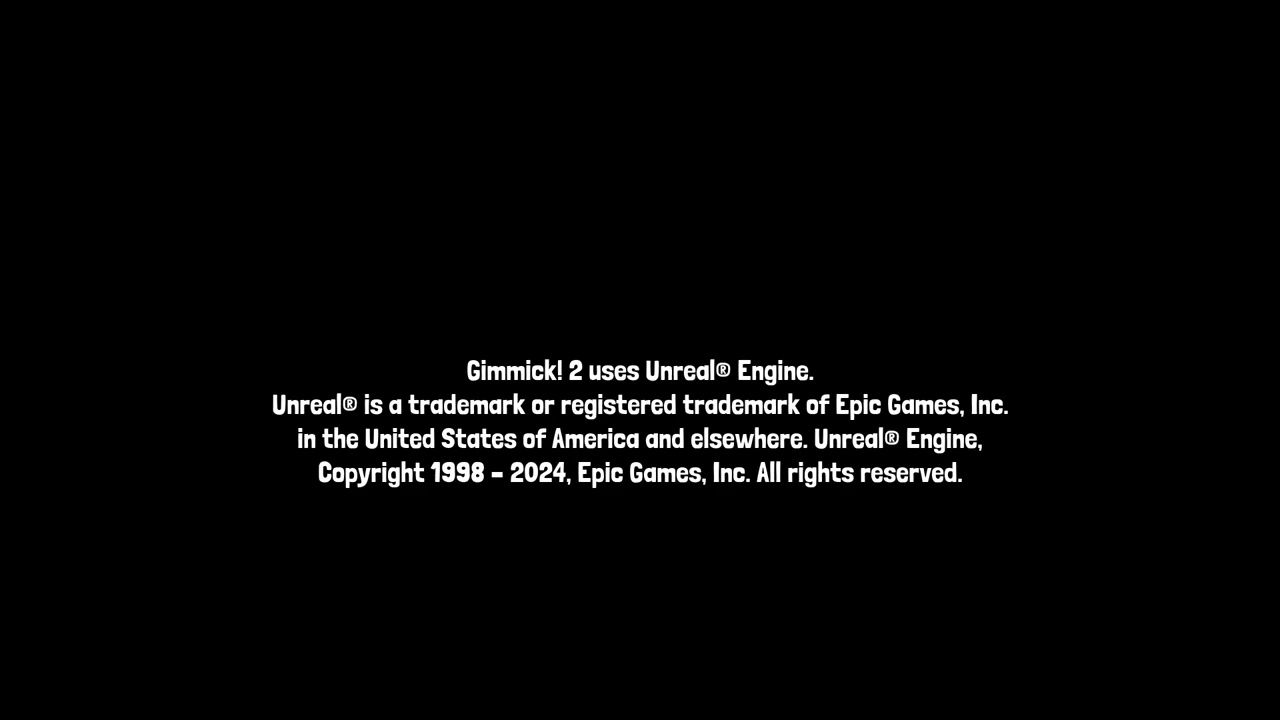 Gimmick! 2 uses Unreal® Engine.
Unreal® is a trademark or registered trademark of Epic Games, Inc.
in the United States of America and elsewhere. Unreal® Engine,
Copyright 1998 – 2024, Epic Games, Inc. All rights reserved.